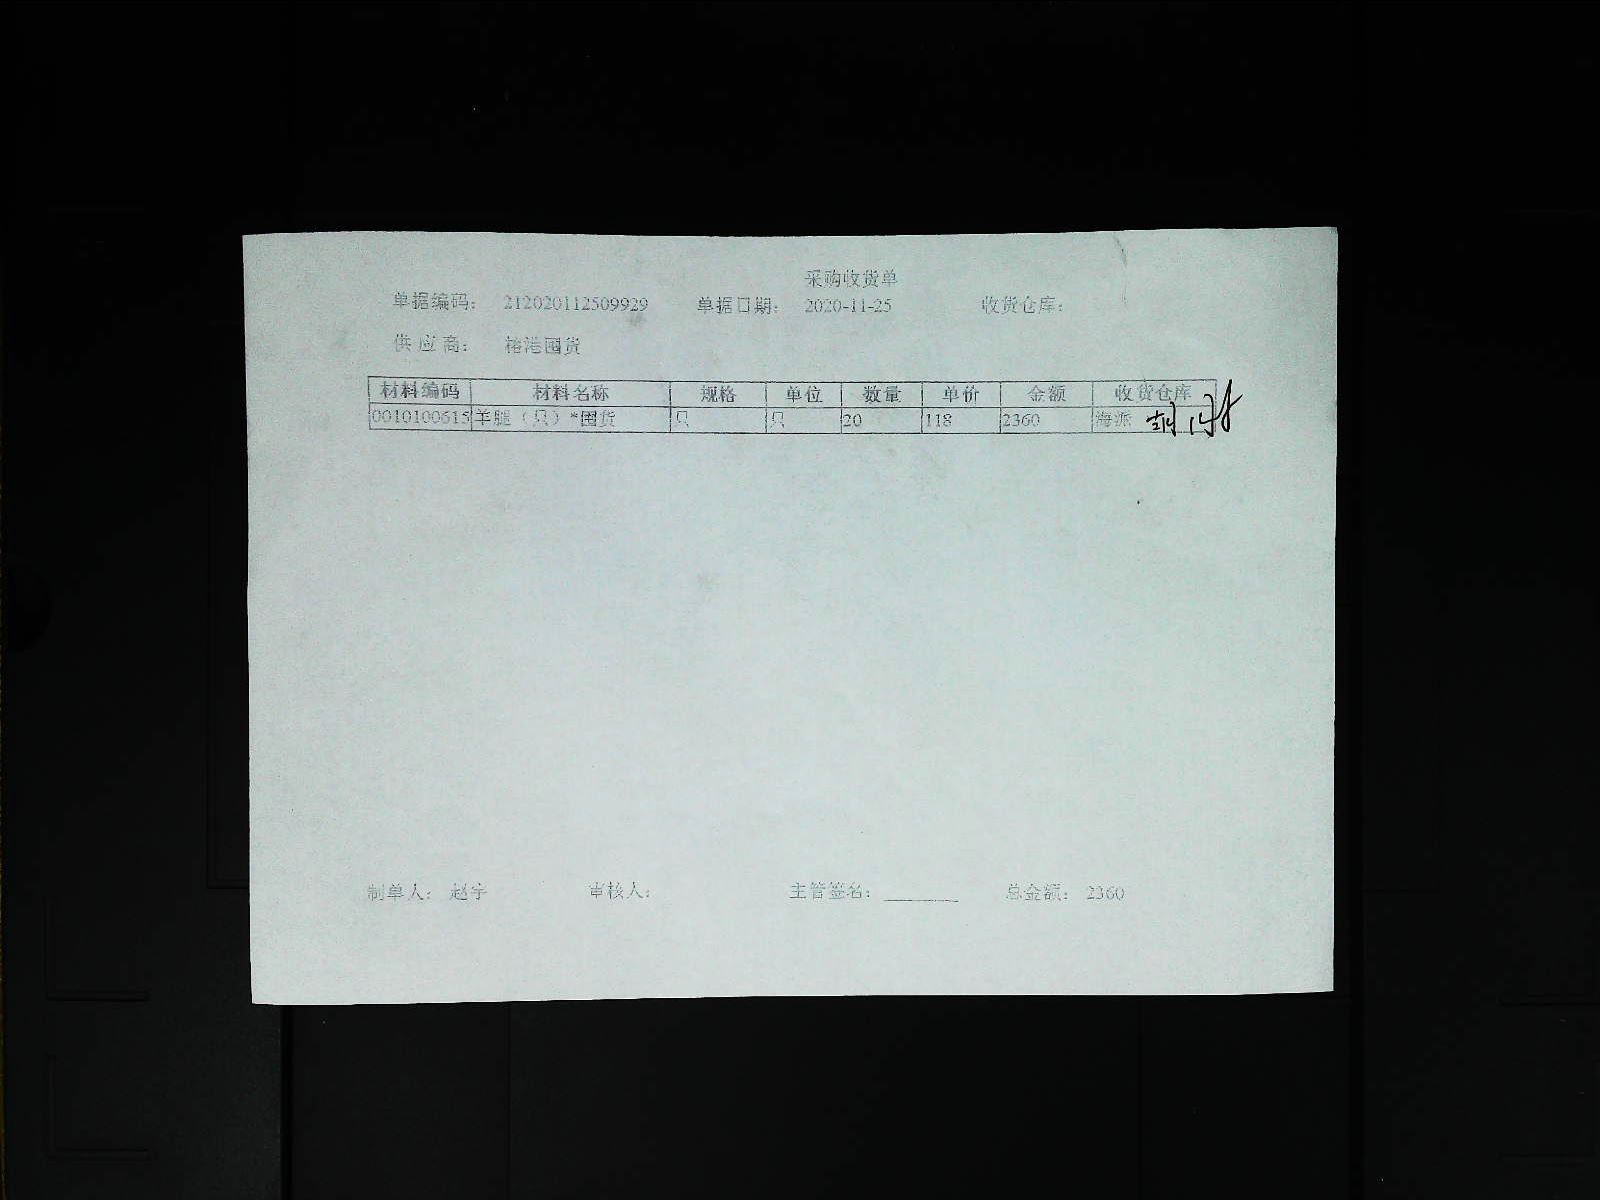 采购收货单
单据编码： 212020112509929 单据日期： 2020-11-25 收货仓库：
供应商： 榕港囤货
材料编码 材料名称 规格 单位 数量 单价 金额 收货仓库
0010100615 羊腿（只）*囤货 只 只 20 118 2360 海派
制单人： 赵宇 审核人： 主管签名： 总金额： 2360